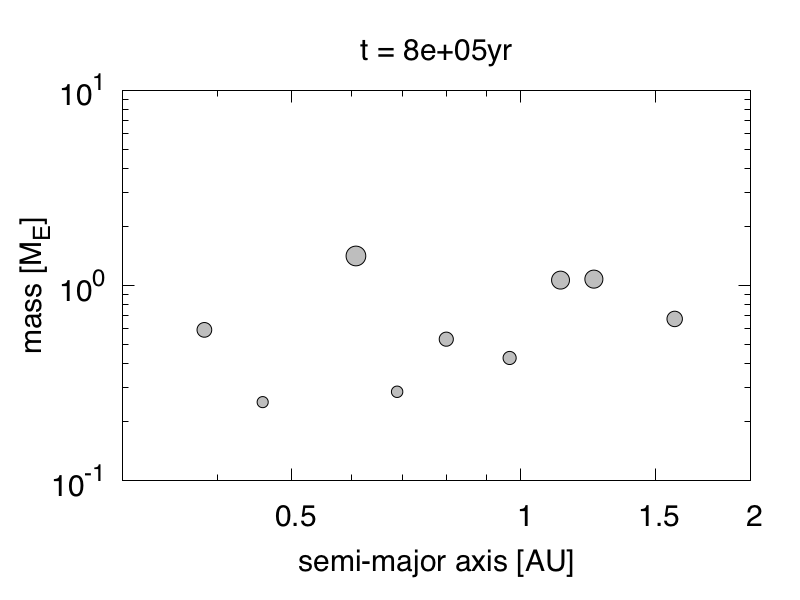 t = 8e+05yr
10^1
10^0
10^-1
mass [M_E]
0.5 1 1.5 2
semi-major axis [AU]